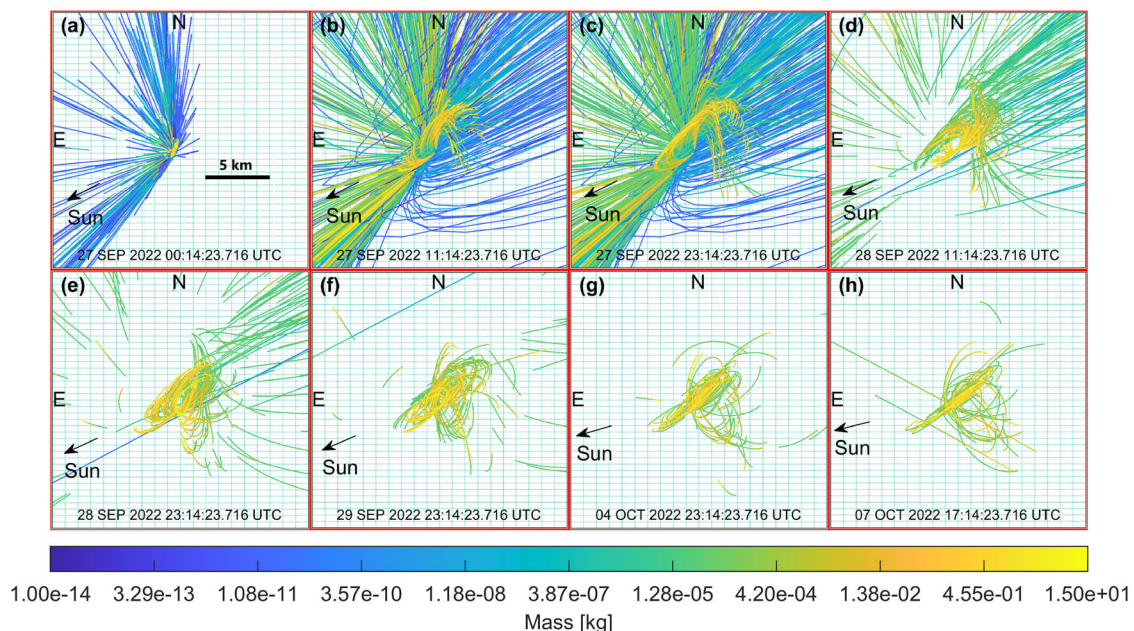 (a) N
E
5 km
Sun
27 SEP 2022 00:14:23.716 UTC
(b) N
Sun
27 SEP 2022 11:14:23.716 UTC
(c) N
Sun
27 SEP 2022 23:14:23.716 UTC
(d) N
E
Sun
28 SEP 2022 11:14:23.716 UTC
(e) N
E
Sun
28 SEP 2022 23:14:23.716 UTC
(f) N
Sun
29 SEP 2022 23:14:23.716 UTC
(g) N
Sun
04 OCT 2022 23:14:23.716 UTC
(h) N
E
Sun
07 OCT 2022 17:14:23.716 UTC
1.00e-14 3.29e-13 1.08e-11 3.57e-10 1.18e-08 3.87e-07 1.28e-05 4.20e-04 1.38e-02 4.55e-01 1.50e+01
Mass [kg]